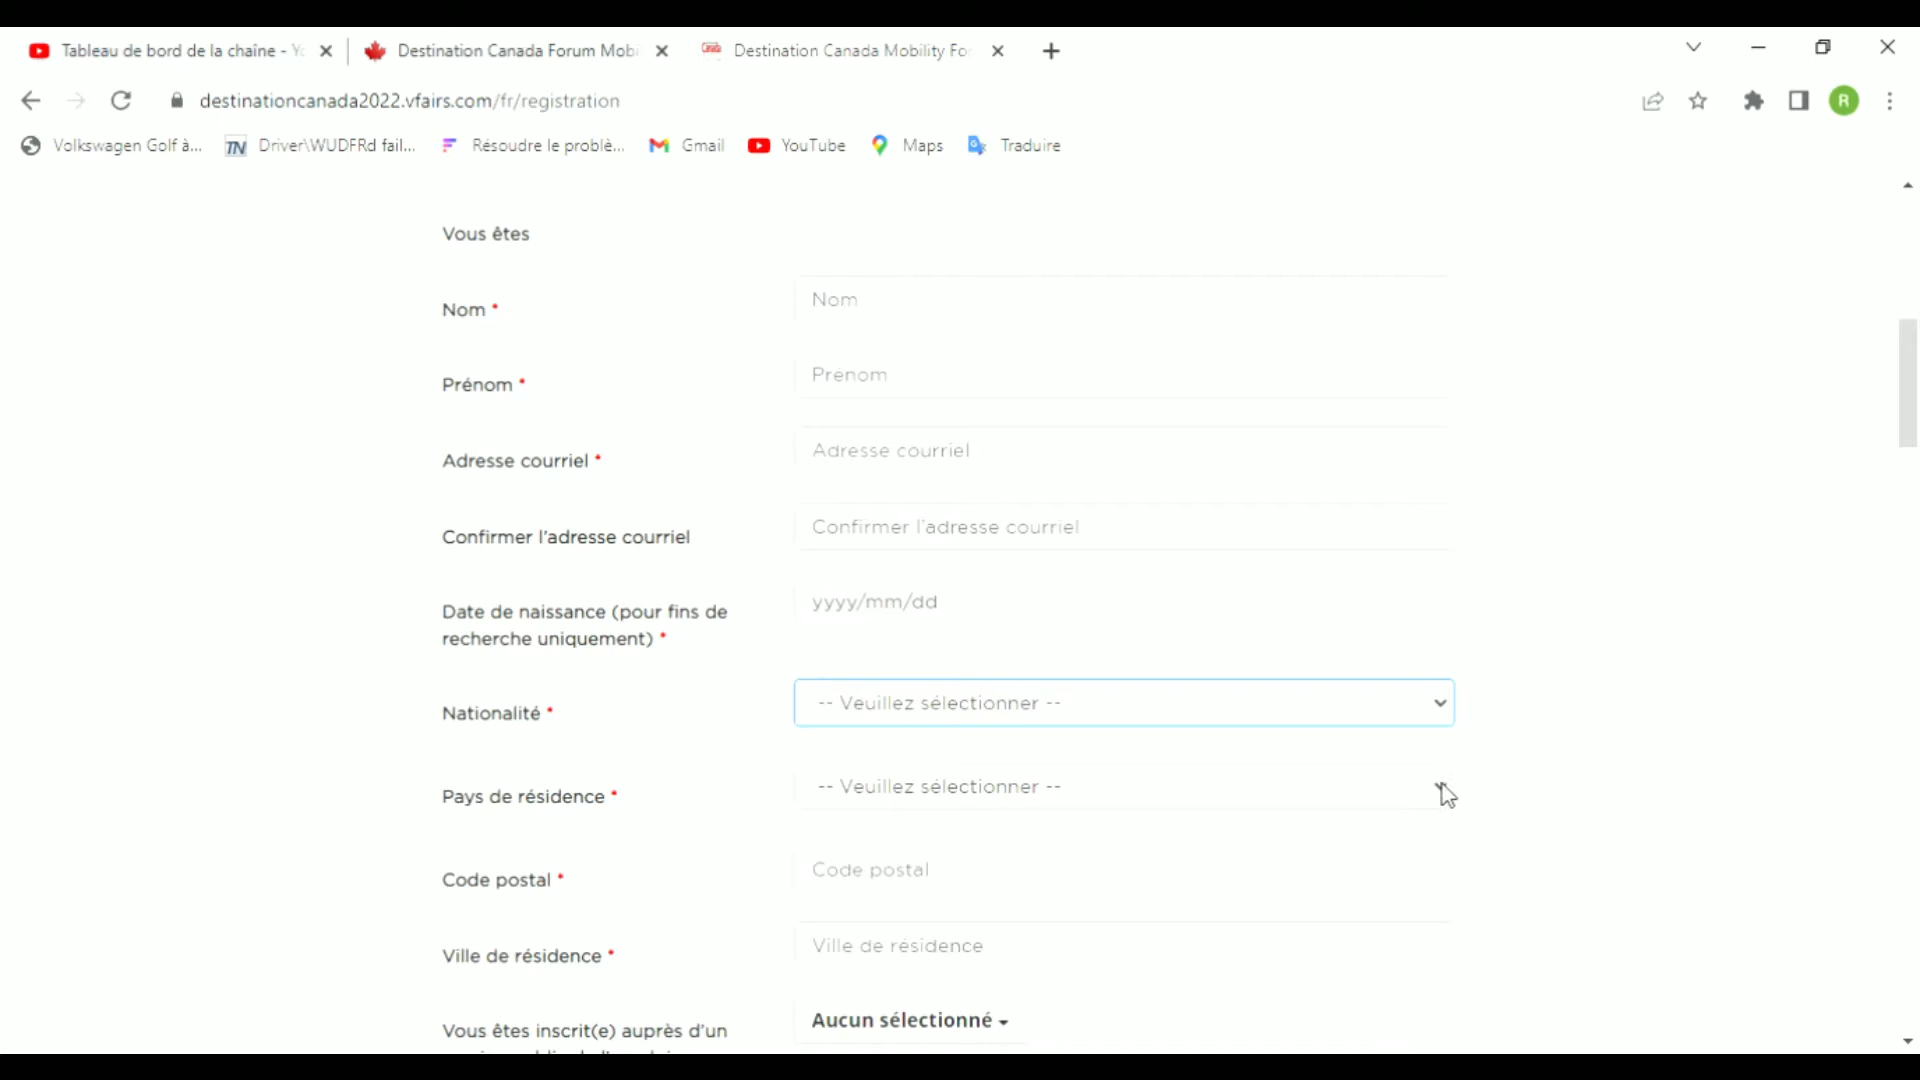 Tableau de bord de la chaîne - Yo
Destination Canada Forum Mobi
Destination Canada Mobility For
destinationcanada2022.vfairs.com/fr/registration
R
Volkswagen Golf à...
TN
Driver\WUDFRd fail...
Résoudre le problè...
Gmail
YouTube
Maps
Traduire
Vous êtes
Nom *
Nom
Prénom *
Prénom
Adresse courriel *
Adresse courriel
Confirmer l'adresse courriel
Confirmer l'adresse courriel
Date de naissance (pour fins de
recherche uniquement) *
yyyy/mm/dd
Nationalité *
-- Veuillez sélectionner --
Pays de résidence *
-- Veuillez sélectionner --
Code postal *
Code postal
Ville de résidence *
Ville de résidence
Vous êtes inscrit(e) auprès d'un
Aucun sélectionné